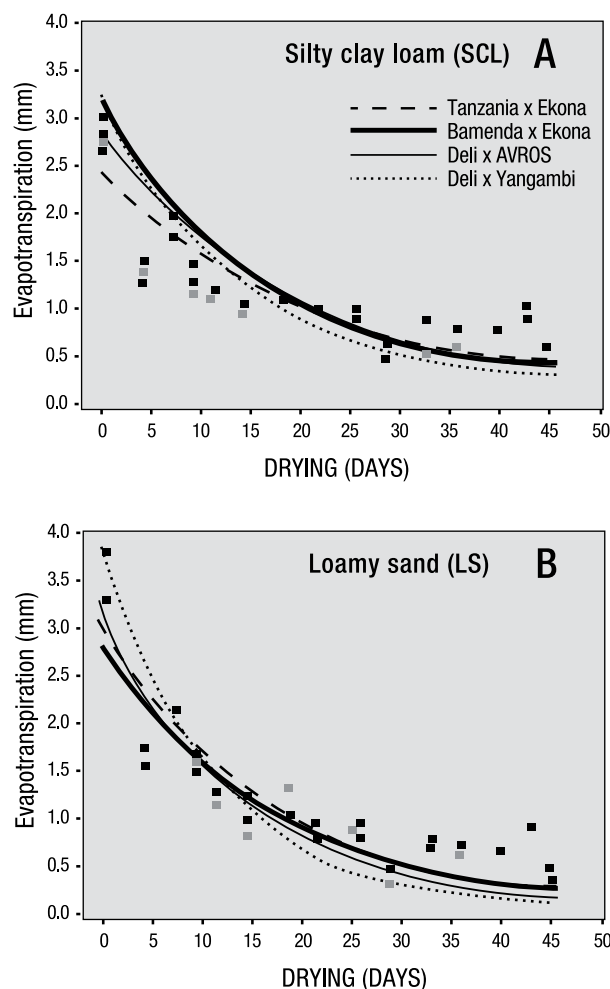 Silty clay loam (SCL) A
Tanzania x Ekona
Bamenda x Ekona
Deli x AVROS
Deli x Yangambi
Evapotranspiration (mm)
4.0
3.5
3.0
2.5
2.0
1.5
1.0
0.5
0.0
0 5 10 15 20 25 30 35 40 45 50
DRYING (DAYS)
Loamy sand (LS) B
Evapotranspiration (mm)
4.0
3.5
3.0
2.5
2.0
1.5
1.0
0.5
0.0
0 5 10 15 20 25 30 35 40 45 50
DRYING (DAYS)